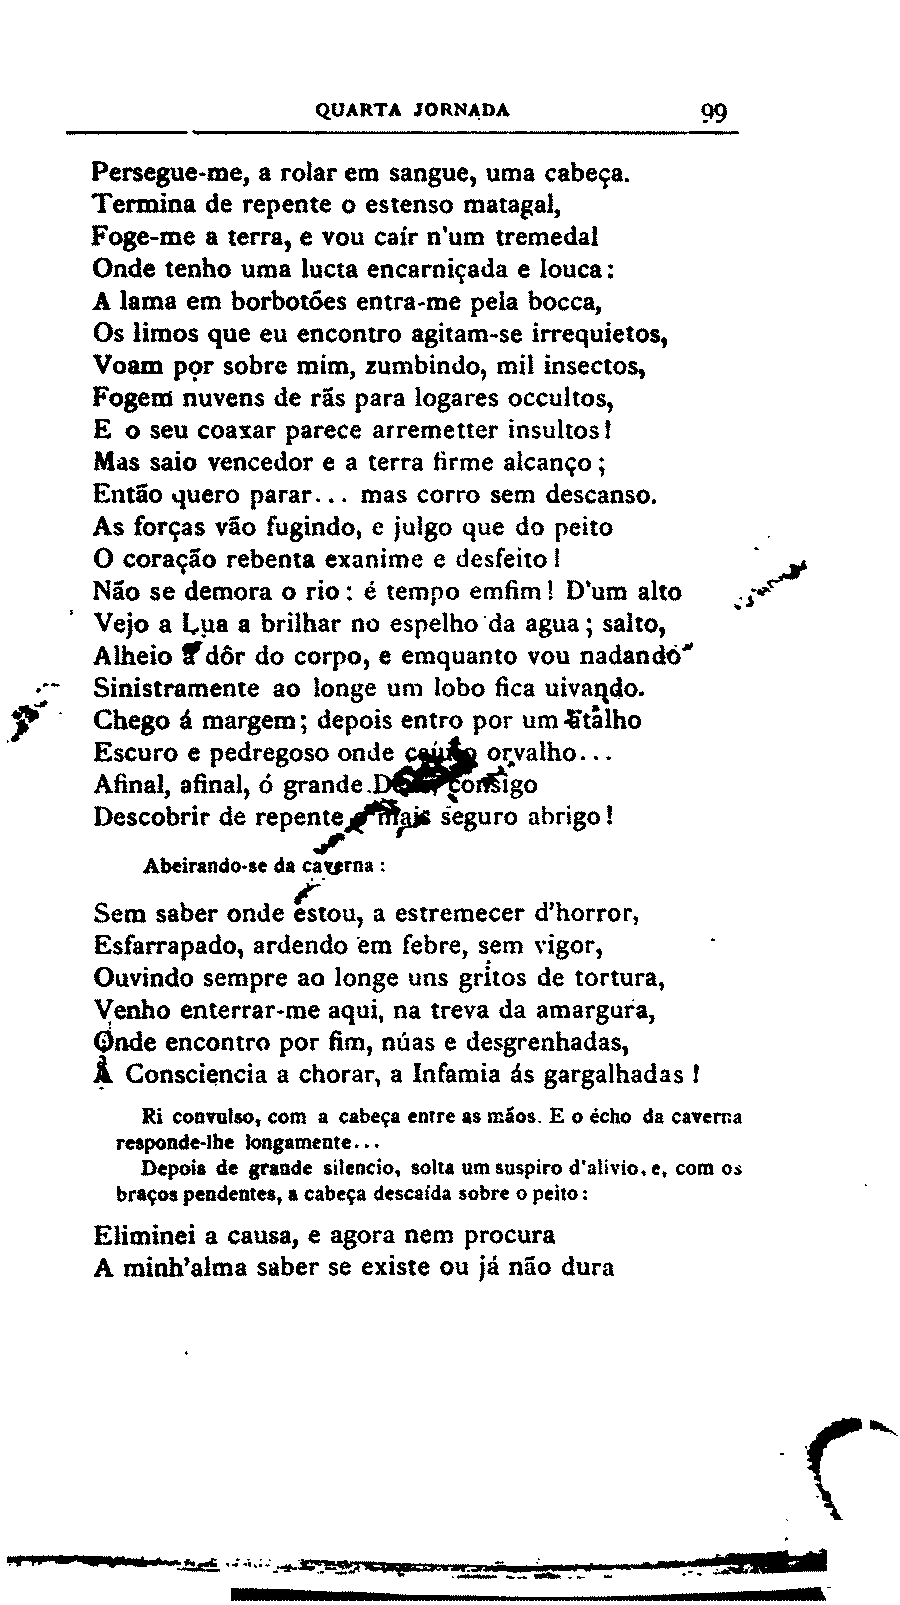 QUARTA JORNADA 99
Persegue-me, a rolar em sangue, uma cabeça.
Termina de repente o estenso matagal,
Foge-me a terra, e vou caír n'um tremedal
Onde tenho uma lucta encarniçada e louca:
A lama em borbotões entra-me pela bocca,
Os limos que eu encontro agitam-se irrequietos,
Voam por sobre mim, zumbindo, mil insectos,
Fogem nuvens de rãs para logares occultos,
E o seu coaxar parece arremetter insultos!
Mas saio vencedor e a terra firme alcanço;
Então quero parar... mas corro sem descanso.
As forças vão fugindo, e julgo que do peito
O coração rebenta exanime e desfeito!
Não se demora o rio: é tempo emfim! D'um alto
Vejo a Lua a brilhar no espelho da agua; salto,
Alheio á dôr do corpo, e emquanto vou nadando
Sinistramente ao longe um lobo fica uivando.
Chego á margem; depois entro por um atalho
Escuro e pedregoso onde orvalho...
Afinal, afinal, ó grande consigo
Descobrir de repente o mais seguro abrigo!
Abeirando-se da caverna:
Sem saber onde estou, a estremecer d'horror,
Esfarrapado, ardendo em febre, sem vigor,
Ouvindo sempre ao longe uns gritos de tortura,
Venho enterrar-me aqui, na treva da amargura,
Onde encontro por fim, núas e desgrenhadas,
A Consciencia a chorar, a Infamia ás gargalhadas!
Ri convulso, com a cabeça entre as mãos. E o écho da caverna
responde-lhe longamente...
Depois de grande silencio, solta um suspiro d'alivio, e, com os
braços pendentes, a cabeça descaída sobre o peito:
Eliminei a causa, e agora nem procura
A minh'alma saber se existe ou já não dura